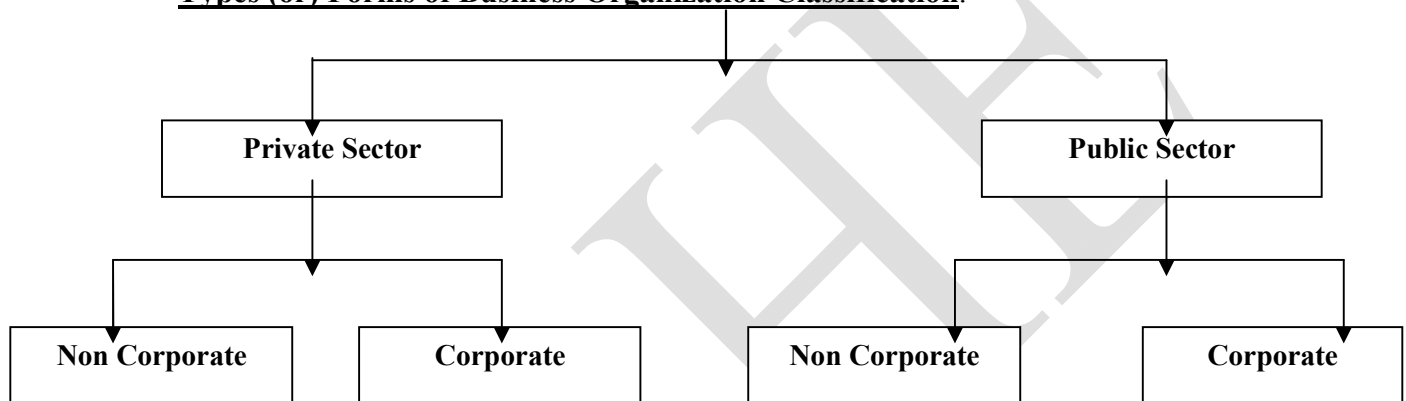 Types (or) Forms of Business Organization Classification:
Private Sector
Public Sector
Non Corporate
Corporate
Non Corporate
Corporate